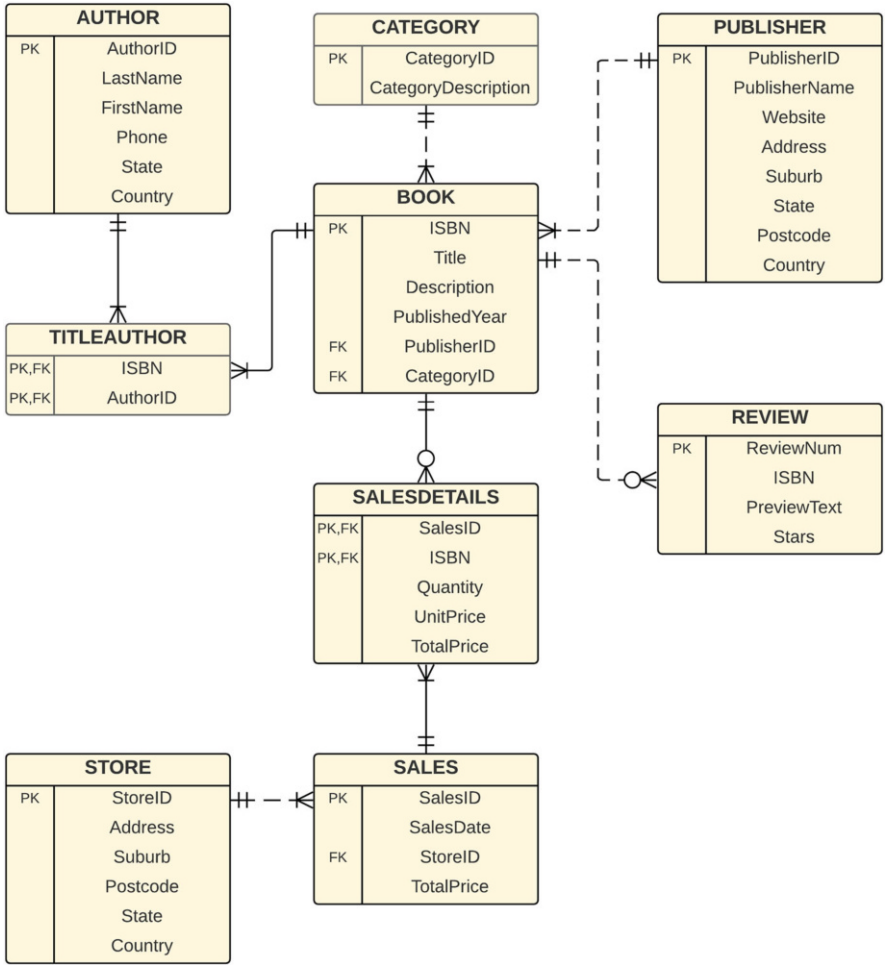 AUTHOR
PK AuthorID
LastName
FirstName
Phone
State
Country
CATEGORY
PK CategoryID
CategoryDescription
PUBLISHER
PK PublisherID
PublisherName
Website
Address
Suburb
State
Postcode
Country
BOOK
PK ISBN
Title
Description
PublishedYear
FK PublisherID
FK CategoryID
TITLEAUTHOR
PK,FK ISBN
PK,FK AuthorID
REVIEW
PK ReviewNum
ISBN
PreviewText
Stars
SALESDETAILS
PK,FK SalesID
PK,FK ISBN
Quantity
UnitPrice
TotalPrice
STORE
PK StoreID
Address
Suburb
Postcode
State
Country
SALES
PK SalesID
SalesDate
FK StoreID
TotalPrice